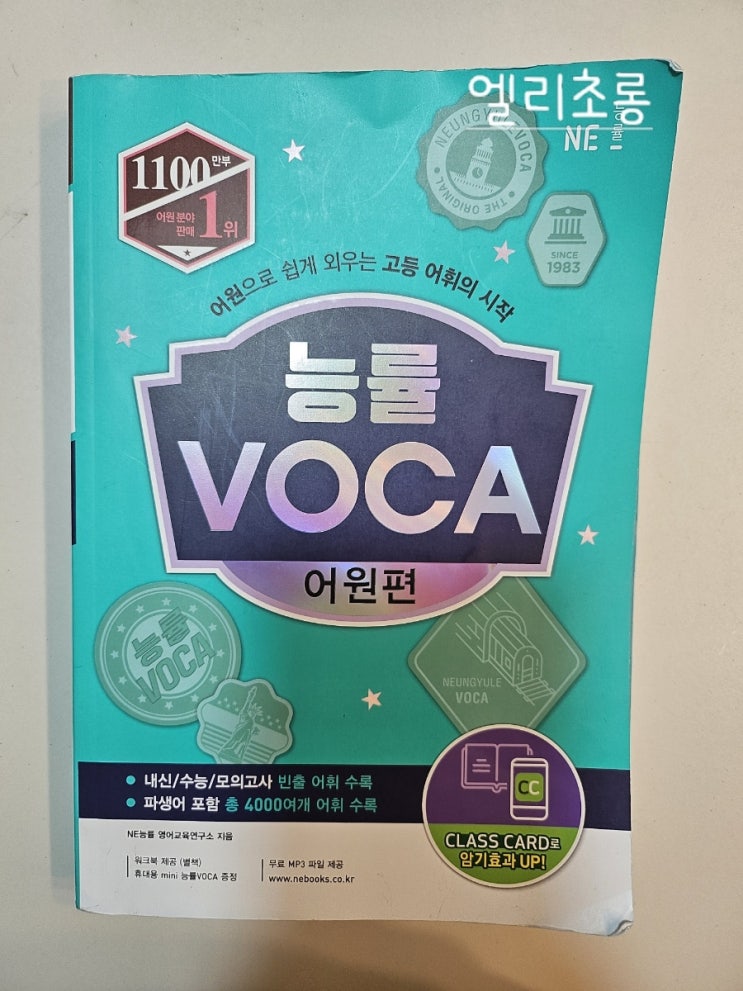 엘리초롱
NE 능률
NEUNGYULE VOCA
THE ORIGINAL
SINCE
1983
1100만부
어원 분야
판매 1위
어원으로 쉽게 외우는 고등 어휘의 시작
능률
VOCA
어원편
능률
VOCA
NEUNGYULE
VOCA
• 내신/수능/모의고사 빈출 어휘 수록
• 파생어 포함 총 4000여개 어휘 수록
CC
CLASS CARD로
암기효과 UP!
NE능률 영어교육연구소 지음
워크북 제공 (별책)
휴대용 mini 능률VOCA 증정
무료 MP3 파일 제공
www.nebooks.co.kr